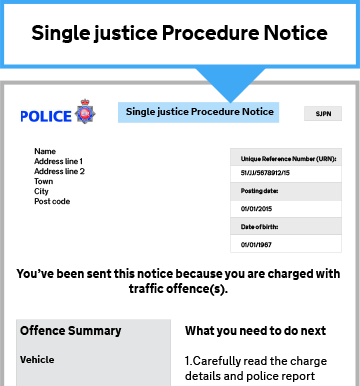 Single justice Procedure Notice
POLICE
Single justice Procedure Notice
SJPN
Name
Address line 1
Address line 2
Town
City
Post code
Unique Reference Number (URN):
51/JJ/5678912/15
Posting date:
01/01/2015
Date of birth:
01/01/1967
You've been sent this notice because you are charged with
traffic offence(s).
Offence Summary
Vehicle
What you need to do next
1.Carefully read the charge
details and police report